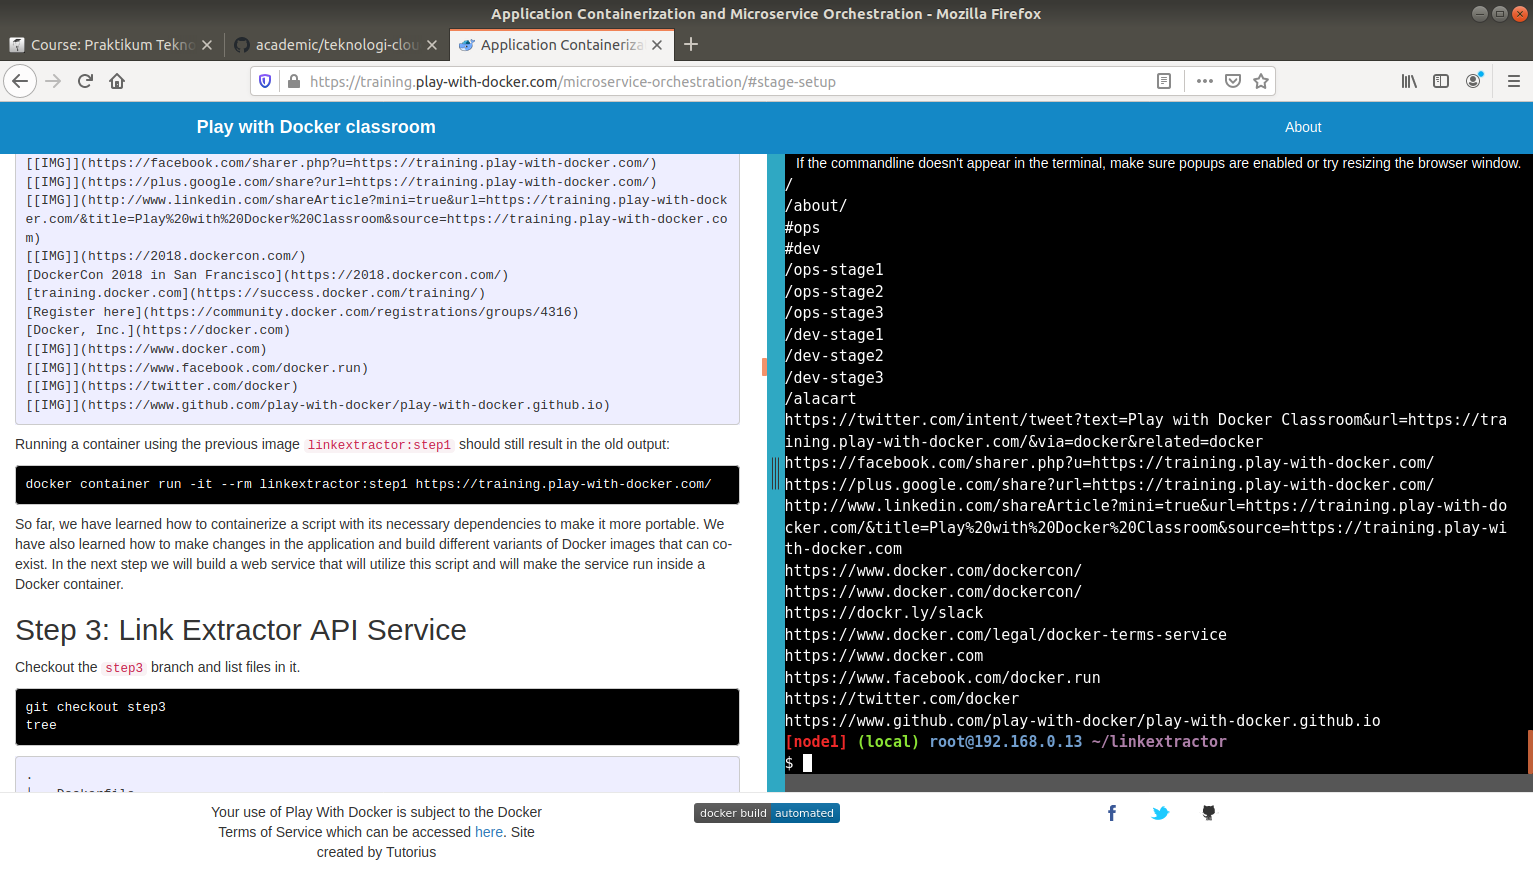 Application Containerization and Microservice Orchestration - Mozilla Firefox
Course: Praktikum Tekno
academic/teknologi-clou
Application Containeriza
https://training.play-with-docker.com/microservice-orchestration/#stage-setup
Play with Docker classroom
About
[[IMG]](https://facebook.com/sharer.php?u=https://training.play-with-docker.com/)
[[IMG]](https://plus.google.com/share?url=https://training.play-with-docker.com/)
[[IMG]](http://www.linkedin.com/shareArticle?mini=true&url=https://training.play-with-dock
er.com/&title=Play%20with%20Docker%20Classroom&source=https://training.play-with-docker.co
m)
[[IMG]](https://2018.dockercon.com/)
[DockerCon 2018 in San Francisco](https://2018.dockercon.com/)
[training.docker.com](https://success.docker.com/training/)
[Register here](https://community.docker.com/registrations/groups/4316)
[Docker, Inc.](https://docker.com)
[[IMG]](https://www.docker.com)
[[IMG]](https://www.facebook.com/docker.run)
[[IMG]](https://twitter.com/docker)
[[IMG]](https://www.github.com/play-with-docker/play-with-docker.github.io)
Running a container using the previous image linkextractor:step1 should still result in the old output:
docker container run -it --rm linkextractor:step1 https://training.play-with-docker.com/
So far, we have learned how to containerize a script with its necessary dependencies to make it more portable. We
have also learned how to make changes in the application and build different variants of Docker images that can co-
exist. In the next step we will build a web service that will utilize this script and will make the service run inside a
Docker container.
Step 3: Link Extractor API Service
Checkout the step3 branch and list files in it.
git checkout step3
tree
.
Dockerfile
If the commandline doesn't appear in the terminal, make sure popups are enabled or try resizing the browser window.
/
/about/
#ops
#dev
/ops-stage1
/ops-stage2
/ops-stage3
/dev-stage1
/dev-stage2
/dev-stage3
/alacart
https://twitter.com/intent/tweet?text=Play with Docker Classroom&url=https://tra
ining.play-with-docker.com/&via=docker&related=docker
https://facebook.com/sharer.php?u=https://training.play-with-docker.com/
https://plus.google.com/share?url=https://training.play-with-docker.com/
http://www.linkedin.com/shareArticle?mini=true&url=https://training.play-with-do
cker.com/&title=Play%20with%20Docker%20Classroom&source=https://training.play-wi
th-docker.com
https://www.docker.com/dockercon/
https://www.docker.com/dockercon/
https://dockr.ly/slack
https://www.docker.com/legal/docker-terms-service
https://www.docker.com
https://www.facebook.com/docker.run
https://twitter.com/docker
https://www.github.com/play-with-docker/play-with-docker.github.io
[node1] (local) root@192.168.0.13 ~/linkextractor
$
Your use of Play With Docker is subject to the Docker
Terms of Service which can be accessed here. Site
created by Tutorius
docker build automated